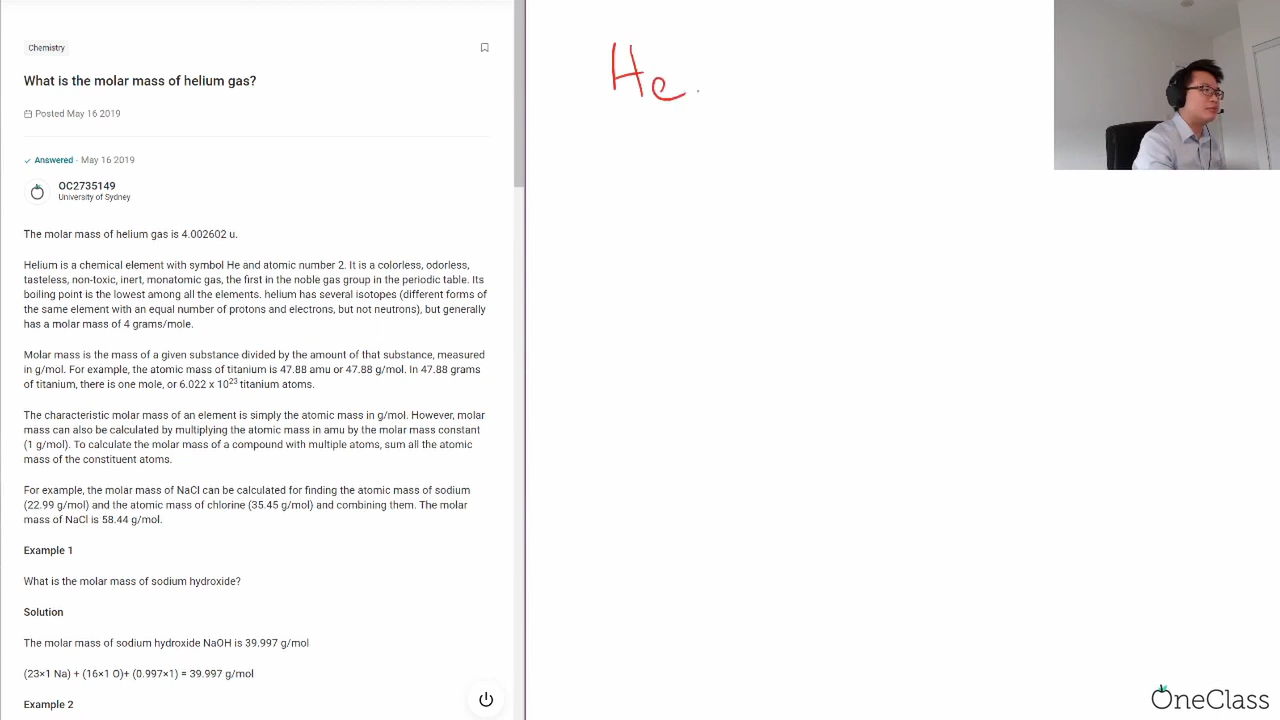 Chemistry
What is the molar mass of helium gas?
Posted May 16 2019
Answered - May 16 2019
OC2735149
University of Sydney
The molar mass of helium gas is 4.002602 u.
Helium is a chemical element with symbol He and atomic number 2. It is a colorless, odorless,
tasteless, non-toxic, inert, monatomic gas, the first in the noble gas group in the periodic table. Its
boiling point is the lowest among all the elements. helium has several isotopes (different forms of
the same element with an equal number of protons and electrons, but not neutrons), but generally
has a molar mass of 4 grams/mole.
Molar mass is the mass of a given substance divided by the amount of that substance, measured
in g/mol. For example, the atomic mass of titanium is 47.88 amu or 47.88 g/mol. In 47.88 grams
of titanium, there is one mole, or 6.022 x 10²³ titanium atoms.
The characteristic molar mass of an element is simply the atomic mass in g/mol. However, molar
mass can also be calculated by multiplying the atomic mass in amu by the molar mass constant
(1 g/mol). To calculate the molar mass of a compound with multiple atoms, sum all the atomic
mass of the constituent atoms.
For example, the molar mass of NaCl can be calculated for finding the atomic mass of sodium
(22.99 g/mol) and the atomic mass of chlorine (35.45 g/mol) and combining them. The molar
mass of NaCl is 58.44 g/mol.
Example 1
What is the molar mass of sodium hydroxide?
Solution
The molar mass of sodium hydroxide NaOH is 39.997 g/mol
(23×1 Na) + (16×1 O)+ (0.997×1) = 39.997 g/mol
Example 2
He
OneClass